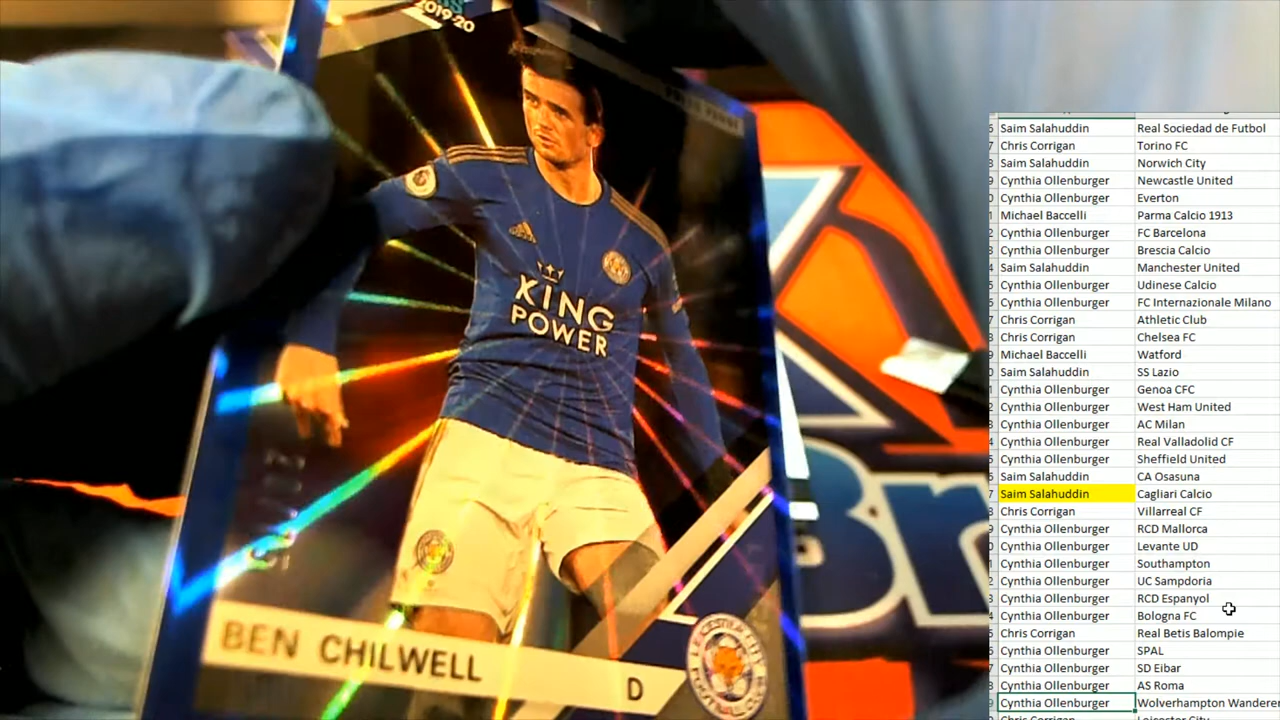 2019-20
KING
POWER
BEN CHILWELL
D
Br
Saim Salahuddin Real Sociedad de Futbol
Chris Corrigan Torino FC
Saim Salahuddin Norwich City
Cynthia Ollenburger Newcastle United
Cynthia Ollenburger Everton
Michael Baccelli Parma Calcio 1913
Cynthia Ollenburger FC Barcelona
Cynthia Ollenburger Brescia Calcio
Saim Salahuddin Manchester United
Cynthia Ollenburger Udinese Calcio
Cynthia Ollenburger FC Internazionale Milano
Chris Corrigan Athletic Club
Chris Corrigan Chelsea FC
Michael Baccelli Watford
Saim Salahuddin SS Lazio
Cynthia Ollenburger Genoa CFC
Cynthia Ollenburger West Ham United
Cynthia Ollenburger AC Milan
Cynthia Ollenburger Real Valladolid CF
Cynthia Ollenburger Sheffield United
Saim Salahuddin CA Osasuna
Saim Salahuddin Cagliari Calcio
Chris Corrigan Villarreal CF
Cynthia Ollenburger RCD Mallorca
Cynthia Ollenburger Levante UD
Cynthia Ollenburger Southampton
Cynthia Ollenburger UC Sampdoria
Cynthia Ollenburger RCD Espanyol
Cynthia Ollenburger Bologna FC
Chris Corrigan Real Betis Balompie
Cynthia Ollenburger SPAL
Cynthia Ollenburger SD Eibar
Cynthia Ollenburger AS Roma
Cynthia Ollenburger Wolverhampton Wandere
Chris Corrigan Leicester City